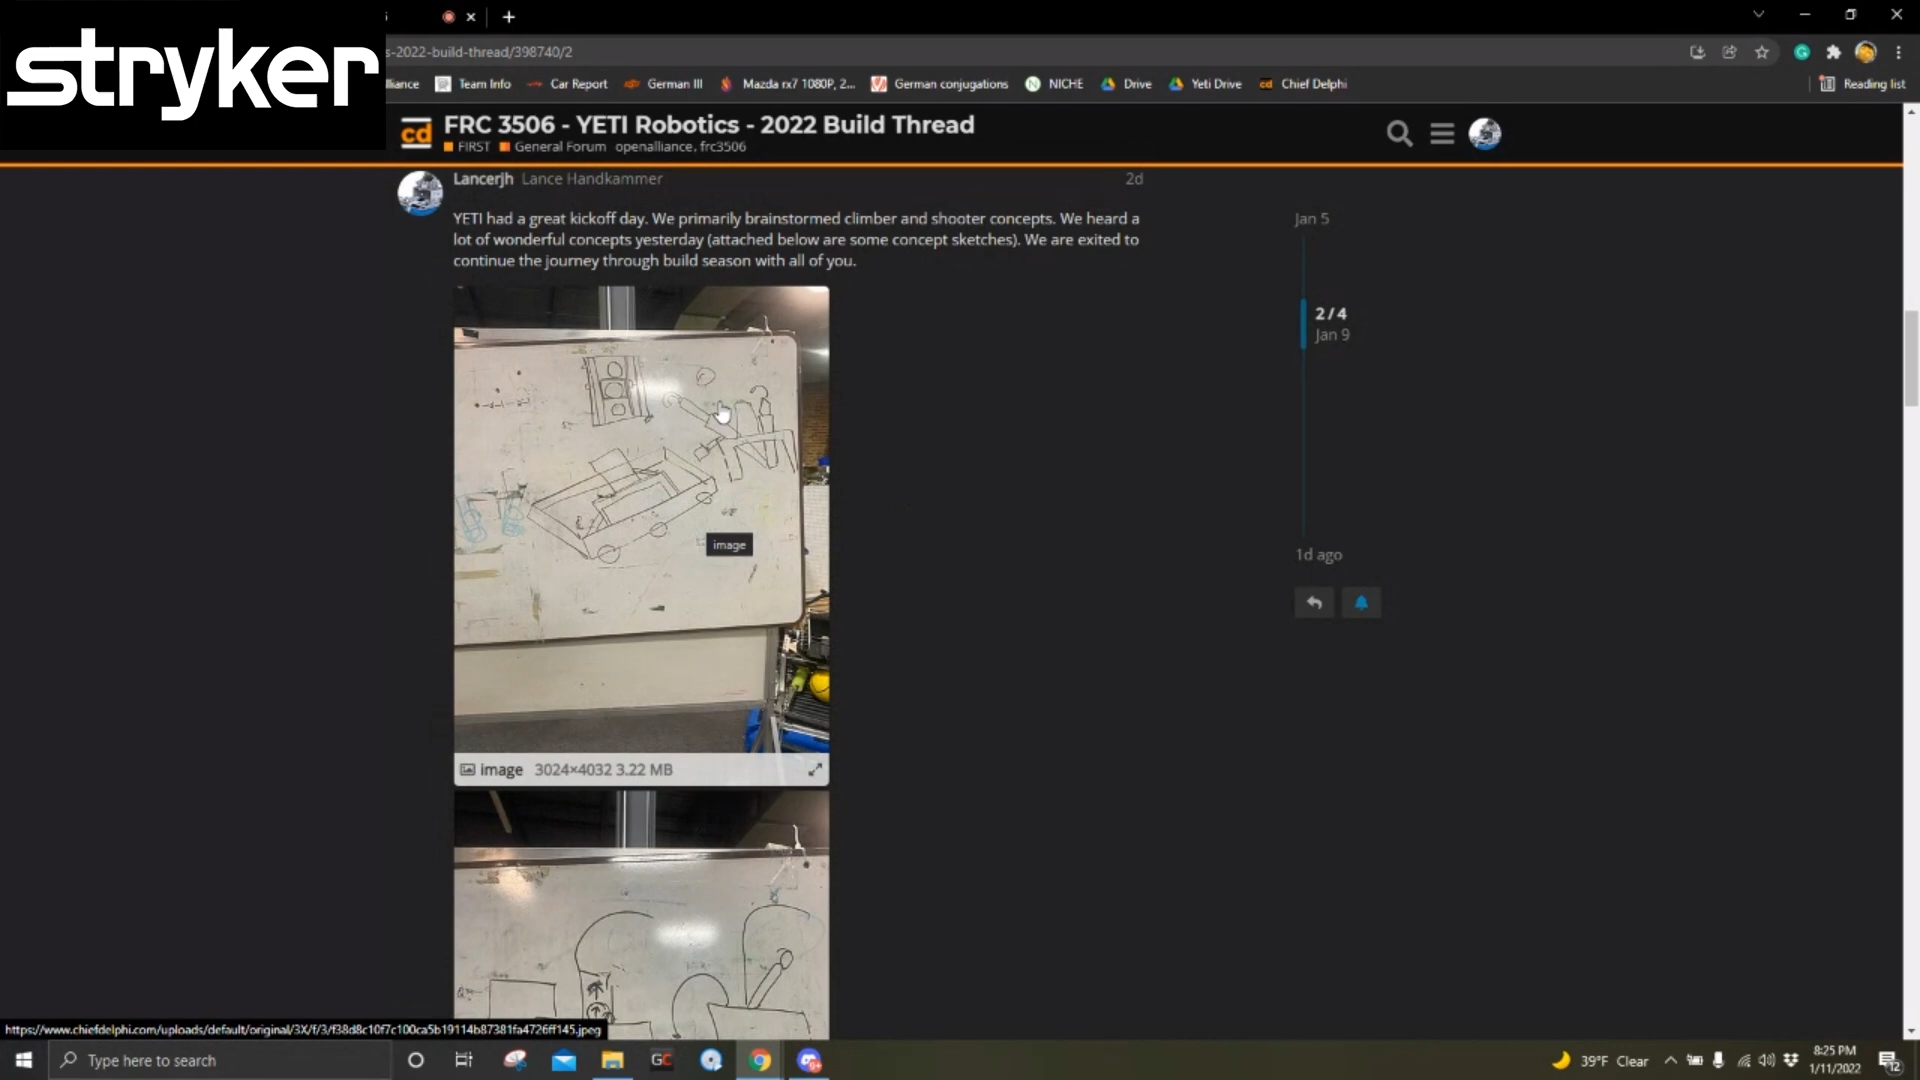 stryker
s-2022-build-thread/398740/2
lliance
Team Info
Car Report
German III
Mazda rx7 1080P, 2...
German conjugations
NICHE
Drive
Yeti Drive
cd Chief Delphi
Reading list
cd
FRC 3506 - YETI Robotics - 2022 Build Thread
FIRST General Forum openalliance, frc3506
Lancerjh Lance Handkammer 2d
YETI had a great kickoff day. We primarily brainstormed climber and shooter concepts. We heard a
lot of wonderful concepts yesterday (attached below are some concept sketches). We are exited to
continue the journey through build season with all of you.
Jan 5
2 / 4
Jan 9
1d ago
image
image 3024×4032 3.22 MB
https://www.chiefdelphi.com/uploads/default/original/3X/f/3/f38d8c10f7c100ca5b19114b87381fa4726ff145.jpeg
Type here to search
GC
39°F Clear
8:25 PM
1/11/2022
12